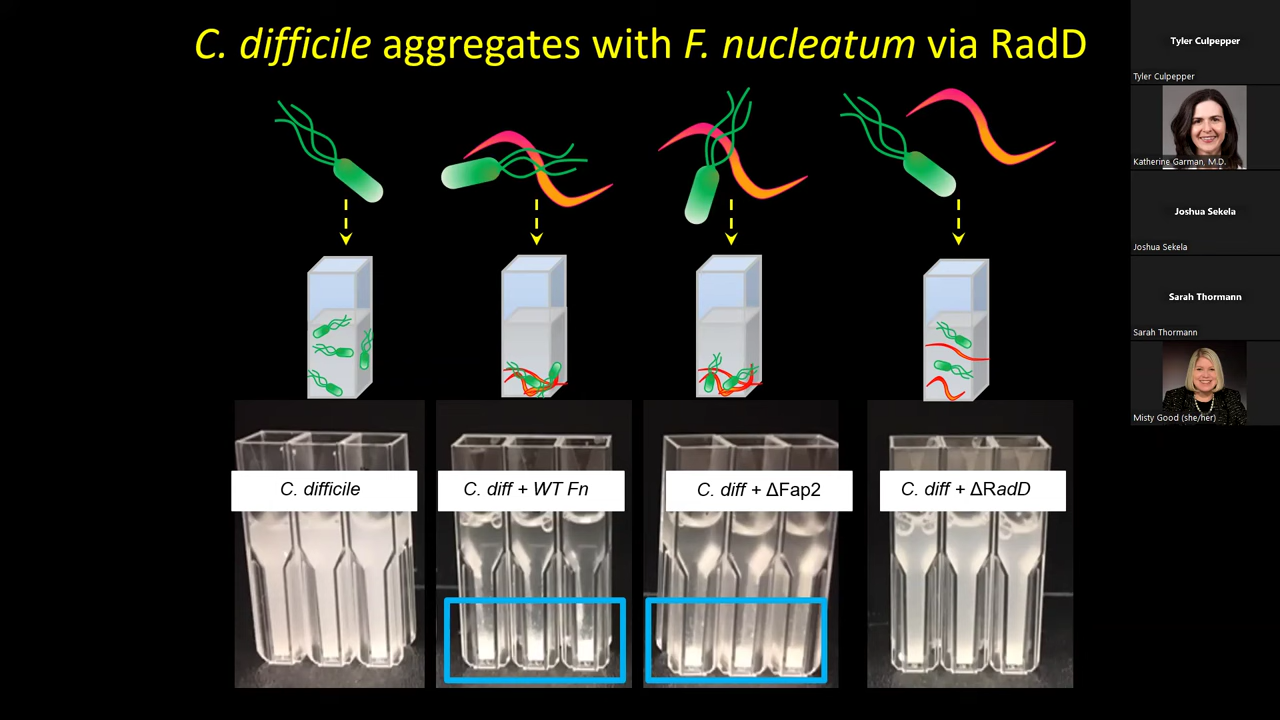 C. difficile aggregates with F. nucleatum via RadD
C. difficile
C. diff + WT Fn
C. diff + ΔFap2
C. diff + ΔRadD
Tyler Culpepper
Tyler Culpepper
Katherine Garman, M.D.
Joshua Sekela
Joshua Sekela
Sarah Thormann
Sarah Thormann
Misty Good (she/her)